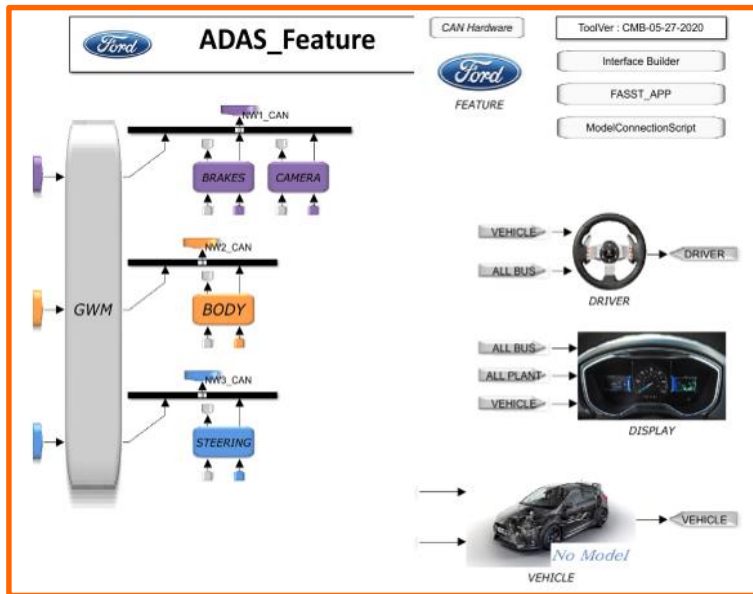 Ford
ADAS_Feature
CAN Hardware
ToolVer : CMB-05-27-2020
Interface Builder
Ford
FEATURE
FASST_APP
ModelConnectionScript
NW1_CAN
BRAKES
CAMERA
NW2_CAN
GWM
BODY
NW3_CAN
STEERING
VEHICLE
ALL BUS
DRIVER
DRIVER
ALL BUS
ALL PLANT
VEHICLE
DISPLAY
VEHICLE
No Model
VEHICLE